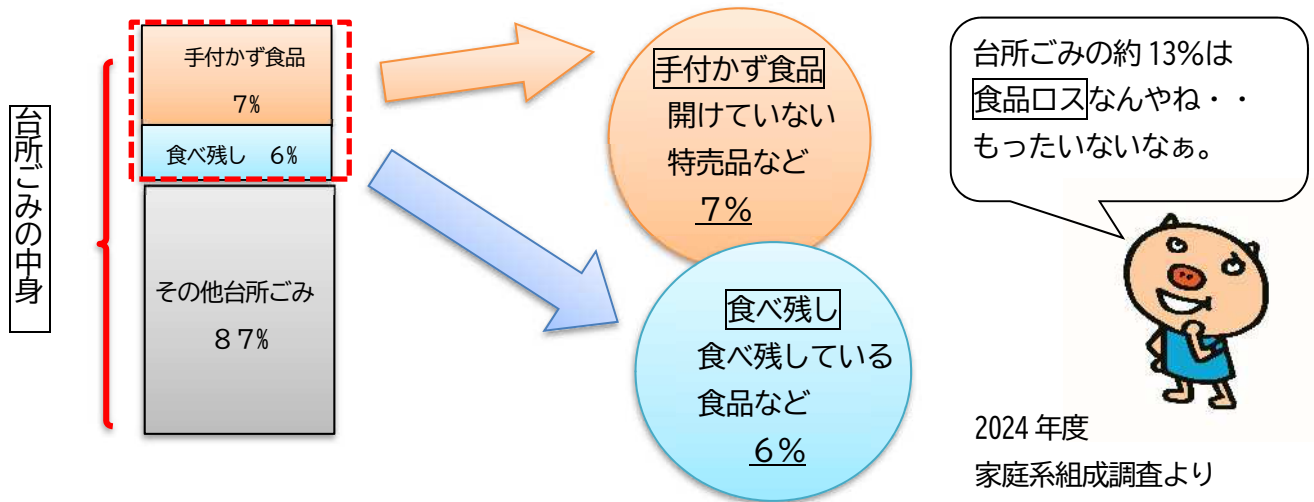 台所ごみの中身
手付かず食品
7%
食べ残し 6%
その他台所ごみ
87%
手付かず食品
開けていない
特売品など
7%
食べ残し
食べ残している
食品など
6%
台所ごみの約13%は
食品ロスなんやね・・
もったいないなぁ。
2024年度
家庭系組成調査より